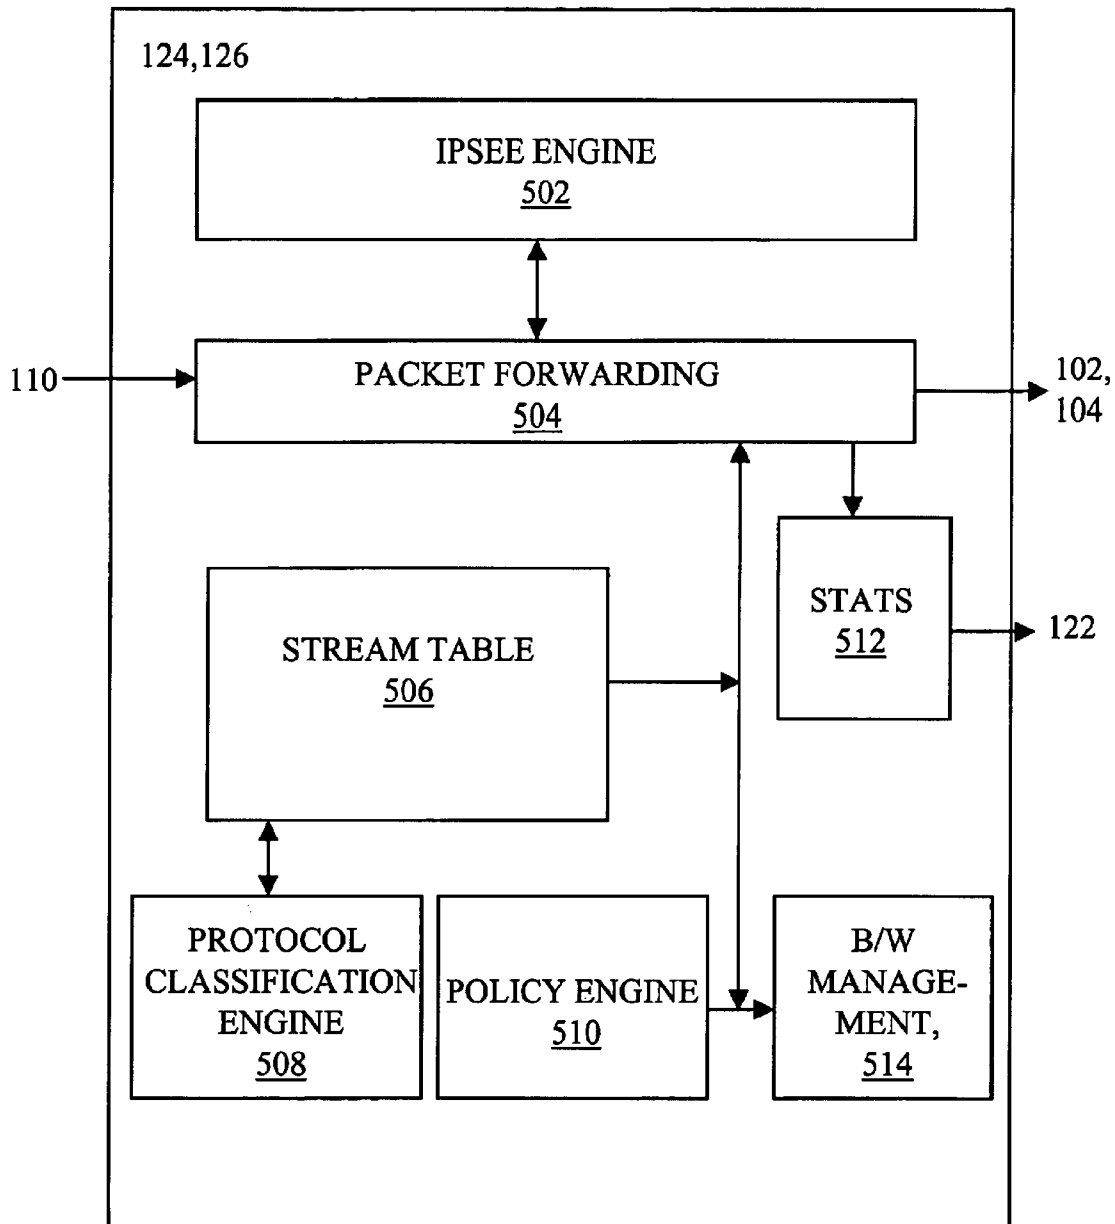 124,126
IPSEE ENGINE
502
110
PACKET FORWARDING
504
102,
104
STATS
512
122
STREAM TABLE
506
PROTOCOL
CLASSIFICATION
ENGINE
508
POLICY ENGINE
510
B/W
MANAGE-
MENT,
514